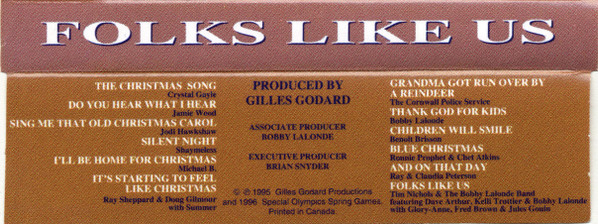 FOLKS LIKE US
THE CHRISTMAS SONG
Crystal Gayle
DO YOU HEAR WHAT I HEAR
Jamie Wood
SING ME THAT OLD CHRISTMAS CAROL
Jodi Hawkshaw
SILENT NIGHT
Shaymeless
I'LL BE HOME FOR CHRISTMAS
Michael B.
IT'S STARTING TO FEEL
LIKE CHRISTMAS
Ray Sheppard & Doug Gilmour
with Summer
PRODUCED BY
GILLES GODARD
ASSOCIATE PRODUCER
BOBBY LALONDE
EXECUTIVE PRODUCER
BRIAN SNYDER
© ℗ 1995 Gilles Godard Productions
and 1996 Special Olympics Spring Games.
Printed in Canada.
GRANDMA GOT RUN OVER BY
A REINDEER
The Cornwall Police Service
THANK GOD FOR KIDS
Bobby Lalonde
CHILDREN WILL SMILE
Benoit Brisson
BLUE CHRISTMAS
Ronnie Prophet & Chet Atkins
AND ON THAT DAY
Ray & Claudia Peterson
FOLKS LIKE US
Tim Nichols & The Bobby Lalonde Band
featuring Dave Arthur, Kelli Trottier & Bobby Lalonde
with Glory-Anne, Fred Brown & Jules Gouin